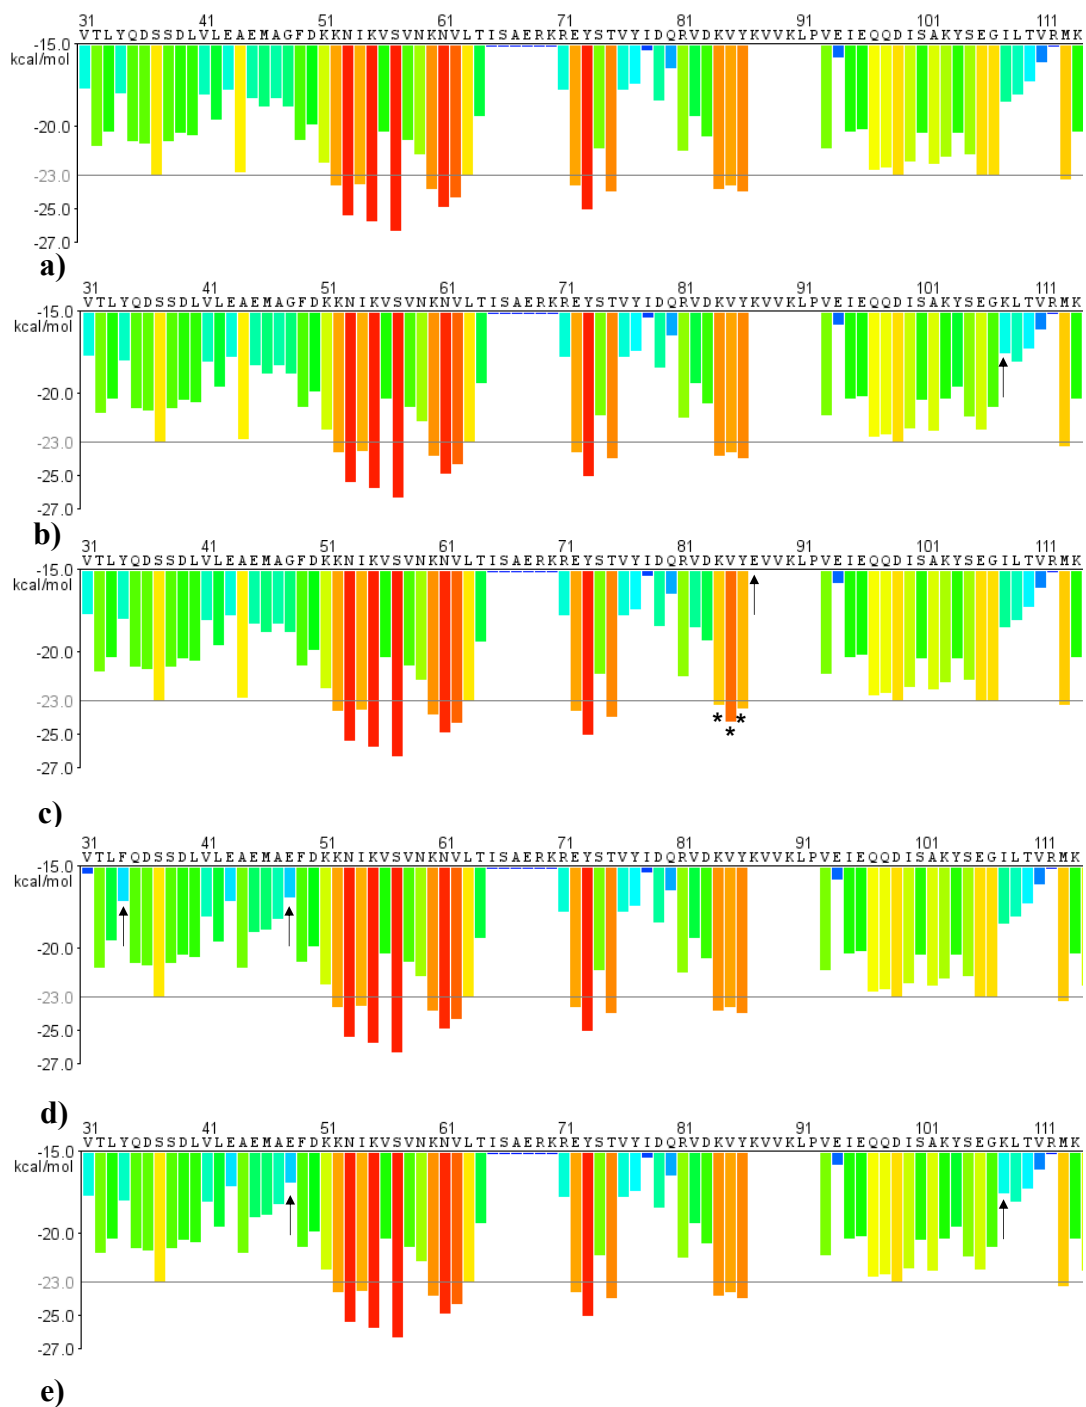 31 41 51 61 71 81 91 101 111
VTLYQDSSDLVLEAEMAGFDKKNIKVSVNKNVLTISAERKREYSTVYIDQRVDKVYKVVKLPVEIEQQDISAKYSEGILTVRMK
-15.0
kcal/mol
-20.0
-23.0
-25.0
-27.0
a)
31 41 51 61 71 81 91 101 111
VTLYQDSSDLVLEAEMAGFDKKNIKVSVNKNVLTISAERKREYSTVYIDQRVDKVYKVVKLPVEIEQQDISAKYSEGKLTVRMK
-15.0
kcal/mol
-20.0
-23.0
-25.0
-27.0
b)
31 41 51 61 71 81 91 101 111
VTLYQDSSDLVLEAEMAGFDKKNIKVSVNKNVLTISAERKREYSTVYIDQRVDKVYEVVKLPVEIEQQDISAKYSEGILTVRMK
-15.0
kcal/mol
-20.0
-23.0
* * *
-25.0
-27.0
c)
31 41 51 61 71 81 91 101 111
VTLFQDSSDLVLEAEMAEFDKKNIKVSVNKNVLTISAERKREYSTVYIDQRVDKVYKVVKLPVEIEQQDISAKYSEGILTVRMK
-15.0
kcal/mol
-20.0
-23.0
-25.0
-27.0
d)
31 41 51 61 71 81 91 101 111
VTLYQDSSDLVLEAEMAEFDKKNIKVSVNKNVLTISAERKREYSTVYIDQRVDKVYKVVKLPVEIEQQDISAKYSEGKLTVRMK
-15.0
kcal/mol
-20.0
-23.0
-25.0
-27.0
e)